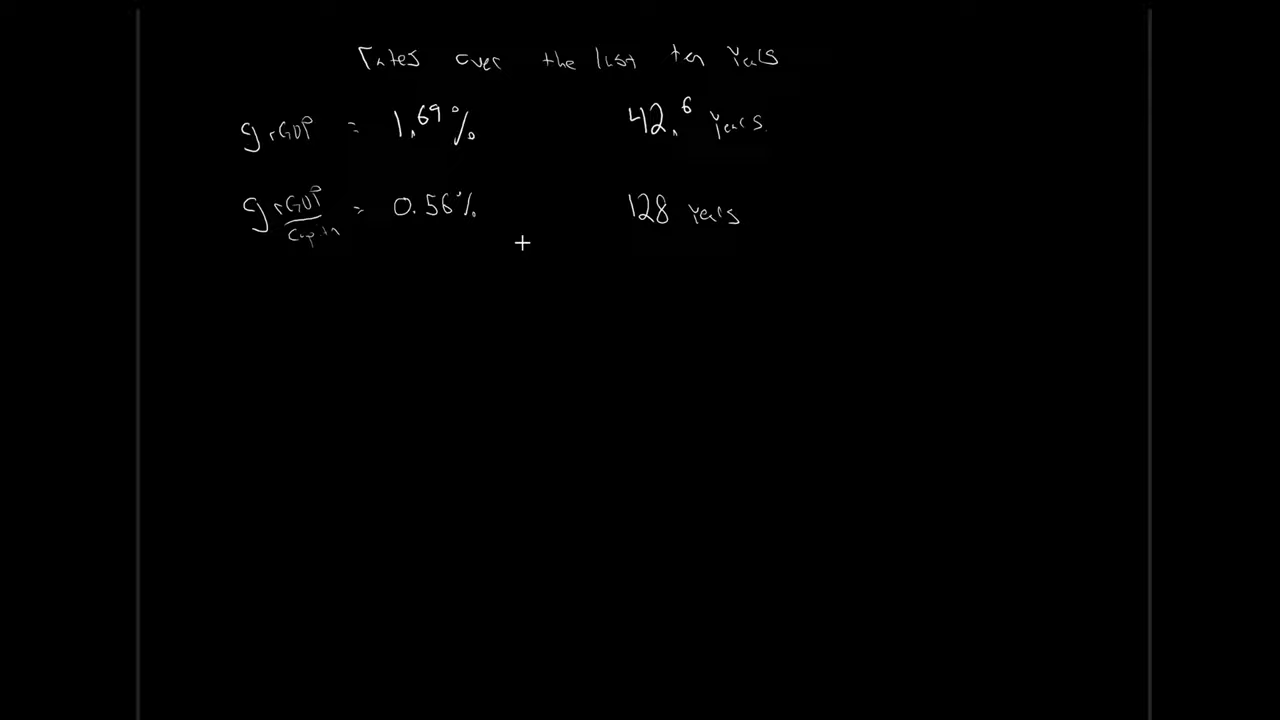 rates over the last ten years
g rGDP = 1.69% 42.6 years
g rGDP/capita = 0.56% 128 years